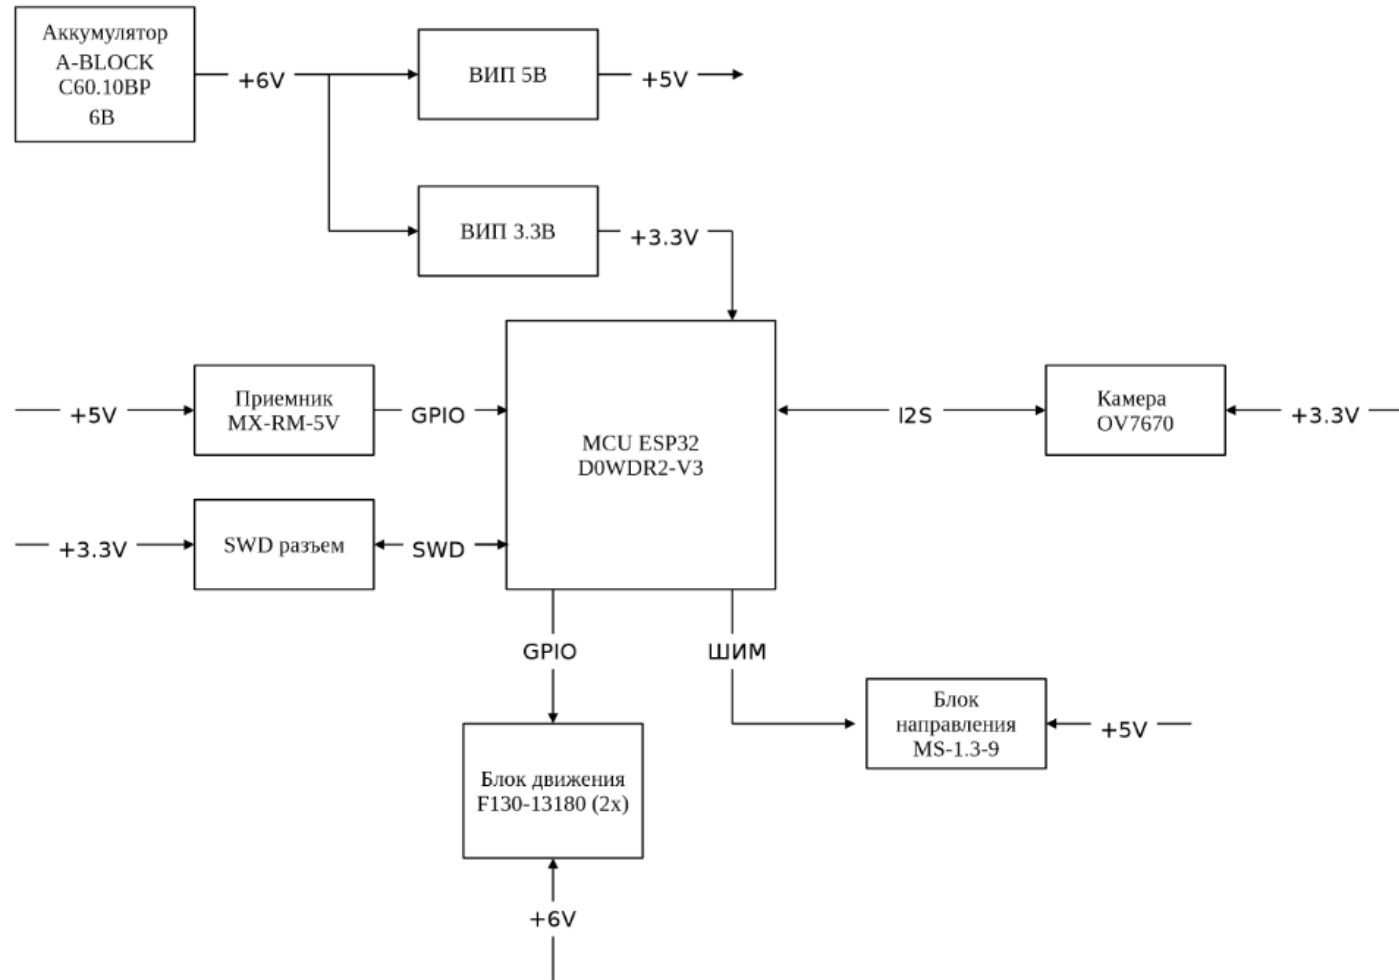 Аккумулятор
A-BLOCK
C60.10BP
6В
+6V
ВИП 5В
+5V
ВИП 3.3В
+3.3V
+5V
Приемник
MX-RM-5V
GPIO
MCU ESP32
D0WDR2-V3
I2S
Камера
OV7670
+3.3V
+3.3V
SWD разъем
SWD
GPIO
ШИМ
Блок
направления
MS-1.3-9
+5V
Блок движения
F130-13180 (2x)
+6V